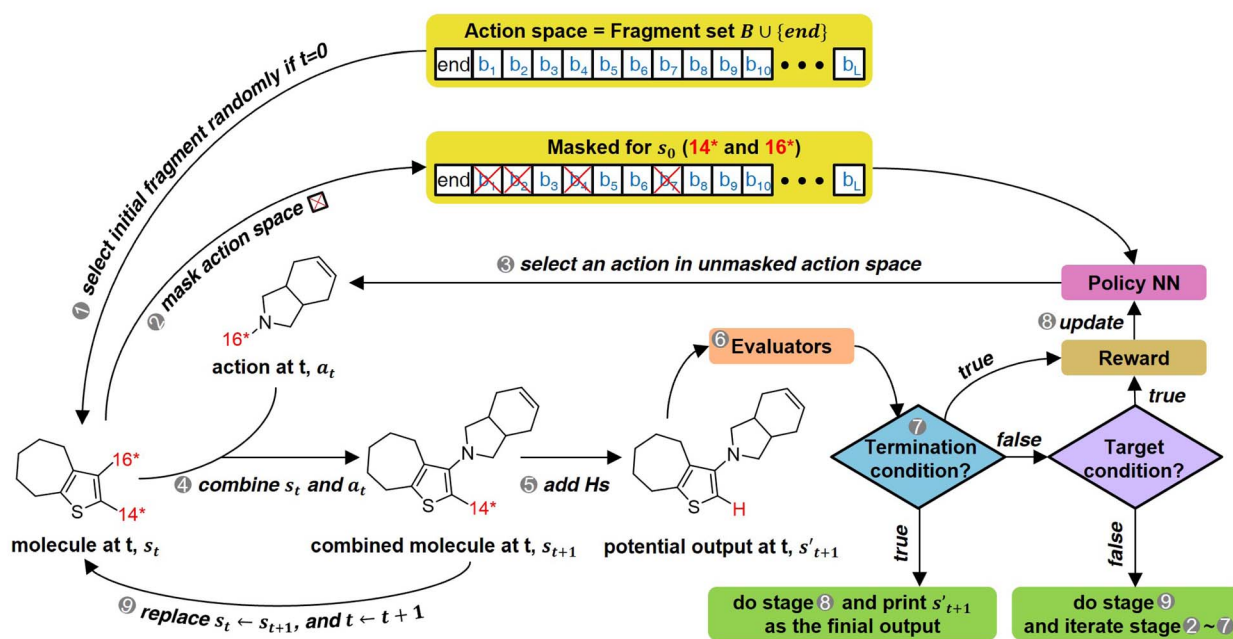 Action space = Fragment set B ∪ {end}
end b₁ b₂ b₃ b₄ b₅ b₆ b₇ b₈ b₉ b₁₀ • • • b_L
Masked for s₀ (14* and 16*)
end b₁ b₂ b₃ b₄ b₅ b₆ b₇ b₈ b₉ b₁₀ • • • b_L
① select initial fragment randomly if t=0
② mask action space
③ select an action in unmasked action space
Policy NN
⑧ update
Reward
N
16*
action at t, aₜ
⑥ Evaluators
true
true
⑦
Termination
condition?
false
Target
condition?
16*
14*
S
molecule at t, sₜ
④ combine sₜ and aₜ
N
S
14*
combined molecule at t, sₜ₊₁
⑤ add Hs
N
S
H
potential output at t, s'ₜ₊₁
true
false
⑨ replace sₜ ← sₜ₊₁, and t ← t + 1
do stage ⑧ and print s'ₜ₊₁
as the finial output
do stage ⑨
and iterate stage ② ~ ⑦